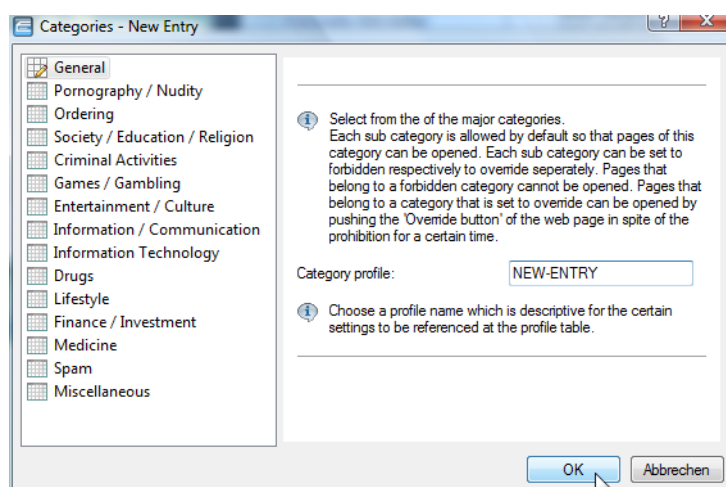 Categories - New Entry
General
Pornography / Nudity
Ordering
Society / Education / Religion
Criminal Activities
Games / Gambling
Entertainment / Culture
Information / Communication
Information Technology
Drugs
Lifestyle
Finance / Investment
Medicine
Spam
Miscellaneous
Select from the of the major categories.
Each sub category is allowed by default so that pages of this
category can be opened. Each sub category can be set to
forbidden respectively to override seperately. Pages that
belong to a forbidden category cannot be opened. Pages that
belong to a category that is set to override can be opened by
pushing the 'Override button' of the web page in spite of the
prohibition for a certain time.
Category profile: NEW-ENTRY
Choose a profile name which is descriptive for the certain
settings to be referenced at the profile table.
OK Abbrechen